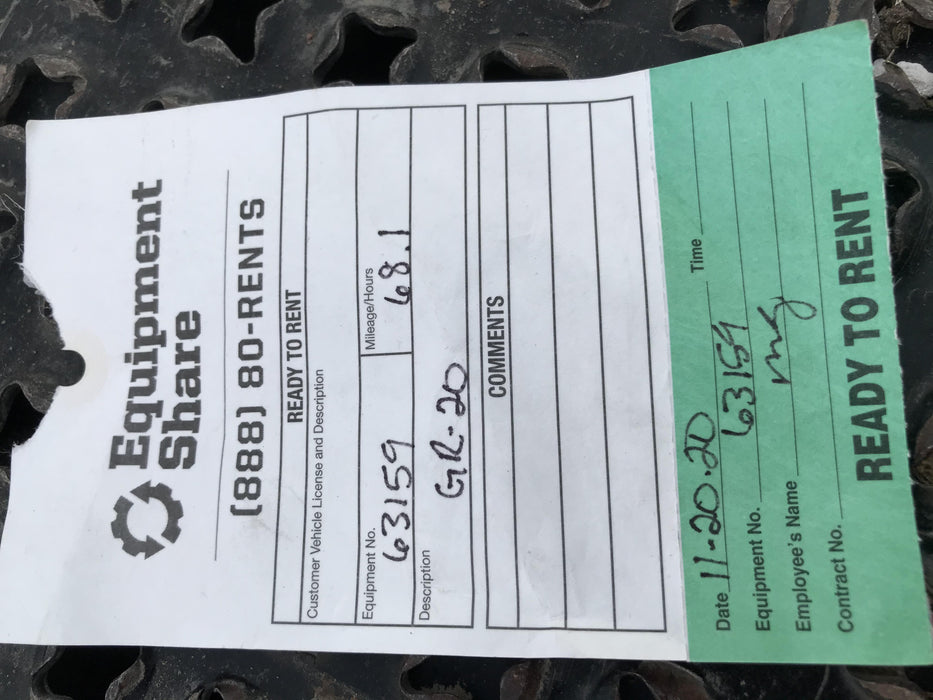 Equipment
Share
(888) 80-RENTS
READY TO RENT
Customer Vehicle License and Description
Equipment No. 63159 Mileage/Hours 68.1
Description GR-20
COMMENTS
Date 11-20-20 Time
Equipment No. 63159
Employee's Name mg
Contract No.
READY TO RENT